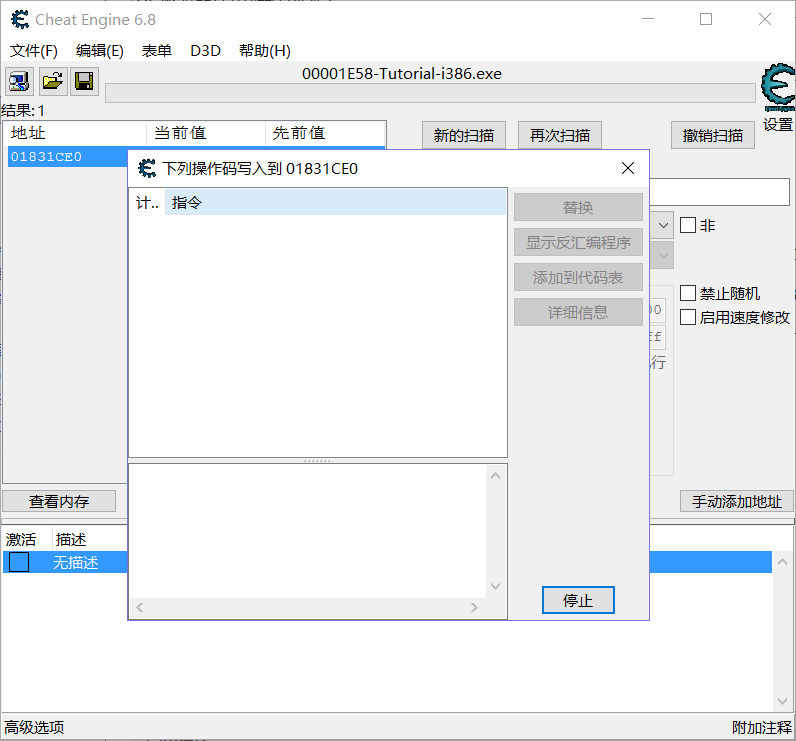 Cheat Engine 6.8
文件(F) 编辑(E) 表单 D3D 帮助(H)
00001E58-Tutorial-i386.exe
结果: 1
设置
地址 当前值 先前值
新的扫描 再次扫描 撤销扫描
01831CE0
下列操作码写入到 01831CE0
计.. 指令
替换
非
显示反汇编程序
添加到代码表
禁止随机
详细信息
启用速度修改
行
查看内存
手动添加地址
激活 描述
无描述
停止
高级选项
附加注释